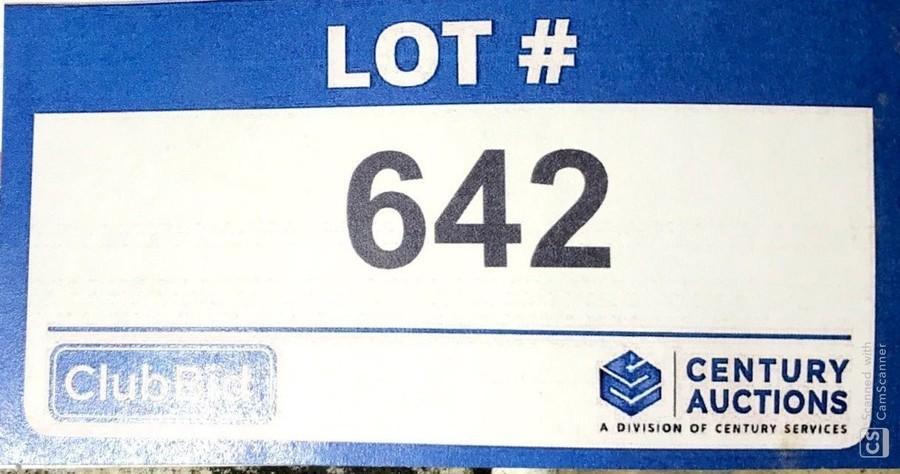 LOT #
642
ClubBid
CENTURY
AUCTIONS
A DIVISION OF CENTURY SERVICES
CS
Scanned with
CamScanner